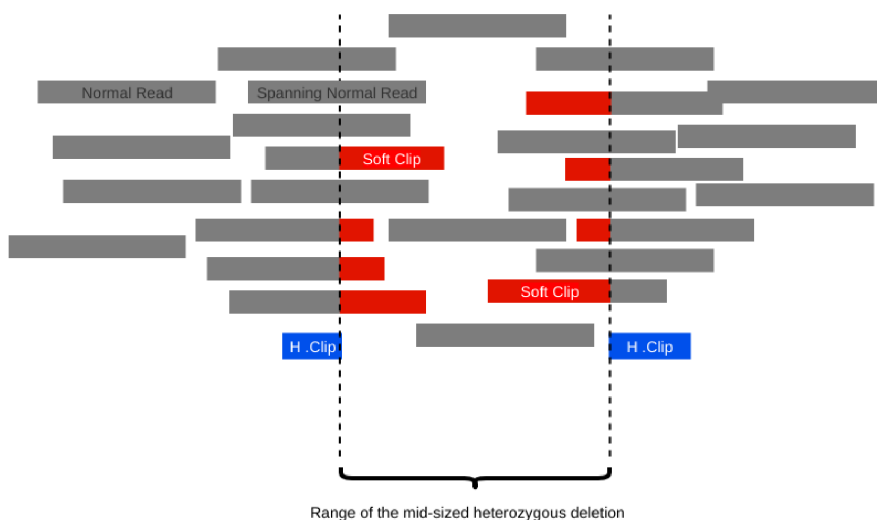 Normal Read
Spanning Normal Read
Soft Clip
Soft Clip
H .Clip
H .Clip
Range of the mid-sized heterozygous deletion